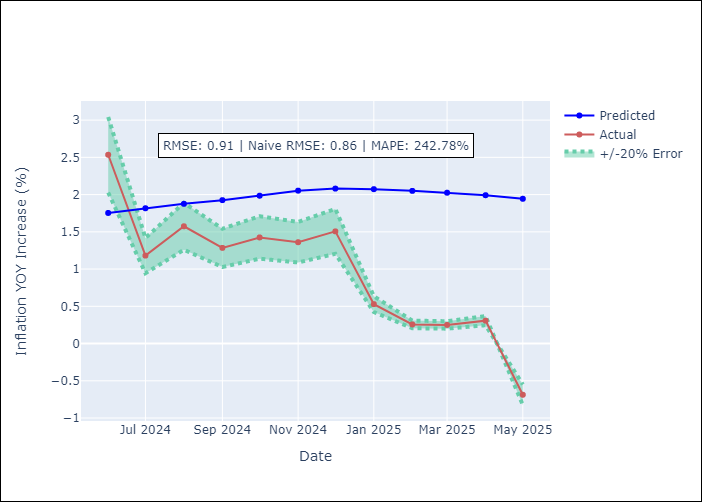 RMSE: 0.91 | Naive RMSE: 0.86 | MAPE: 242.78%
Predicted
Actual
+/-20% Error
Inflation YOY Increase (%)
3
2.5
2
1.5
1
0.5
0
−0.5
−1
Jul 2024
Sep 2024
Nov 2024
Jan 2025
Mar 2025
May 2025
Date